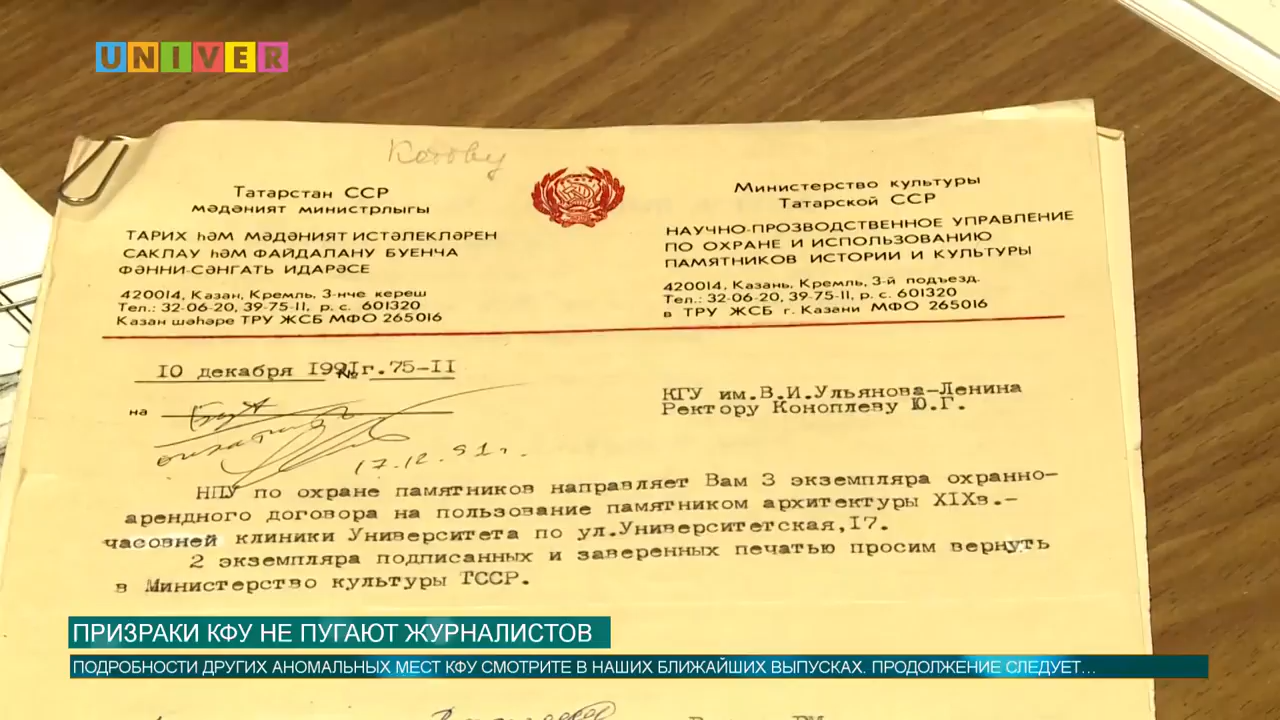 UNIVER
Котову
Татарстан ССР
мәдәният министрлыгы
ТАРИХ ҺӘМ МӘДӘНИЯТ ИСТӘЛЕКЛӘРЕН
САКЛАУ ҺӘМ ФАЙДАЛАНУ БУЕНЧА
ФӘННИ-СӘНГАТЬ ИДАРӘСЕ
420014, Казан, Кремль, 3-нче кереш
Тел.: 32-06-20, 39-75-11, р. с. 601320
Казан шәһәре ТРУ ЖСБ МФО 265016
Министерство культуры
Татарской ССР
НАУЧНО-ПРОЗВОДСТВЕННОЕ УПРАВЛЕНИЕ
ПО ОХРАНЕ И ИСПОЛЬЗОВАНИЮ
ПАМЯТНИКОВ ИСТОРИИ И КУЛЬТУРЫ
420014, Казань, Кремль, 3-й подъезд.
Тел.: 32-06-20, 39-75-11, р. с. 601320
в ТРУ ЖСБ г. Казани МФО 265016
10 декабря 1991г. № 75-11
на
17.12.91г.
КГУ им.В.И.Ульянова-Ленина
Ректору Коноплеву Ю.Г.
НПУ по охране памятников направляет Вам 3 экземпляра охранно-
арендного договора на пользование памятником архитектуры XIXв.-
часовней клиники Университета по ул.Университетская,17.
2 экземпляра подписанных и заверенных печатью просим вернуть
в Министерство культуры ТССР.
ПРИЗРАКИ КФУ НЕ ПУГАЮТ ЖУРНАЛИСТОВ
ПОДРОБНОСТИ ДРУГИХ АНОМАЛЬНЫХ МЕСТ КФУ СМОТРИТЕ В НАШИХ БЛИЖАЙШИХ ВЫПУСКАХ. ПРОДОЛЖЕНИЕ СЛЕДУЕТ...